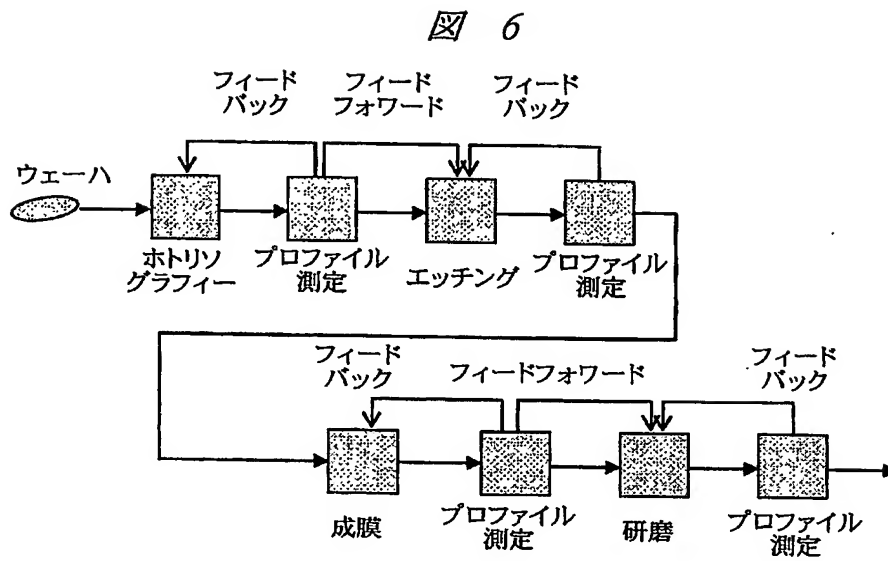 図 6
フィード
バック
フィード
フォワード
フィード
バック
ウェーハ
ホトリソ
グラフィー
プロファイル
測定
エッチング
プロファイル
測定
フィード
バック
フィードフォワード
フィード
バック
成膜
プロファイル
測定
研磨
プロファイル
測定